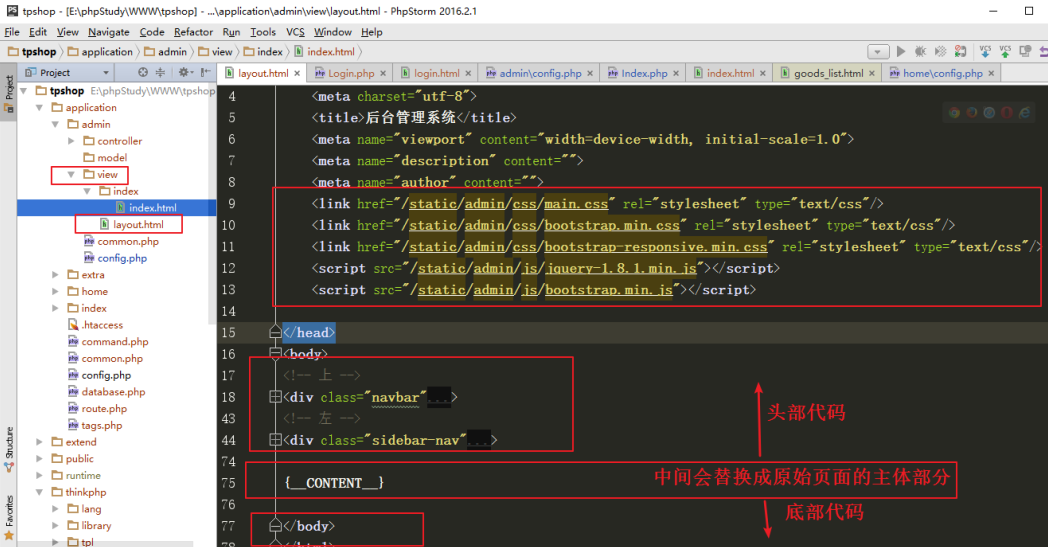 tpshop - [E:\phpStudy\WWW\tpshop] - ...\application\admin\view\layout.html - PhpStorm 2016.2.1
File Edit View Navigate Code Refactor Run Tools VCS Window Help
tpshop application admin view index index.html
Project
layout.html Login.php login.html admin\config.php Index.php index.html goods_list.html home\config.php
Project
Structure
Favorites
tpshop E:\phpStudy\WWW\tpshop
application
admin
controller
model
view
index
index.html
layout.html
common.php
config.php
extra
home
index
.htaccess
command.php
common.php
config.php
database.php
route.php
tags.php
extend
public
runtime
thinkphp
lang
library
tpl
4 <meta charset="utf-8">
5 <title>后台管理系统</title>
6 <meta name="viewport" content="width=device-width, initial-scale=1.0">
7 <meta name="description" content="">
8 <meta name="author" content="">
9 <link href="/static/admin/css/main.css" rel="stylesheet" type="text/css"/>
10 <link href="/static/admin/css/bootstrap.min.css" rel="stylesheet" type="text/css"/>
11 <link href="/static/admin/css/bootstrap-responsive.min.css" rel="stylesheet" type="text/css"/>
12 <script src="/static/admin/js/jquery-1.8.1.min.js"></script>
13 <script src="/static/admin/js/bootstrap.min.js"></script>
14
15 </head>
16 <body>
17 <!-- 上 -->
18 <div class="navbar"...>
43 <!-- 左 -->
44 <div class="sidebar-nav"...>
74
75 {__CONTENT__}
76
77 </body>
78 </html>
头部代码
中间会替换成原始页面的主体部分
底部代码